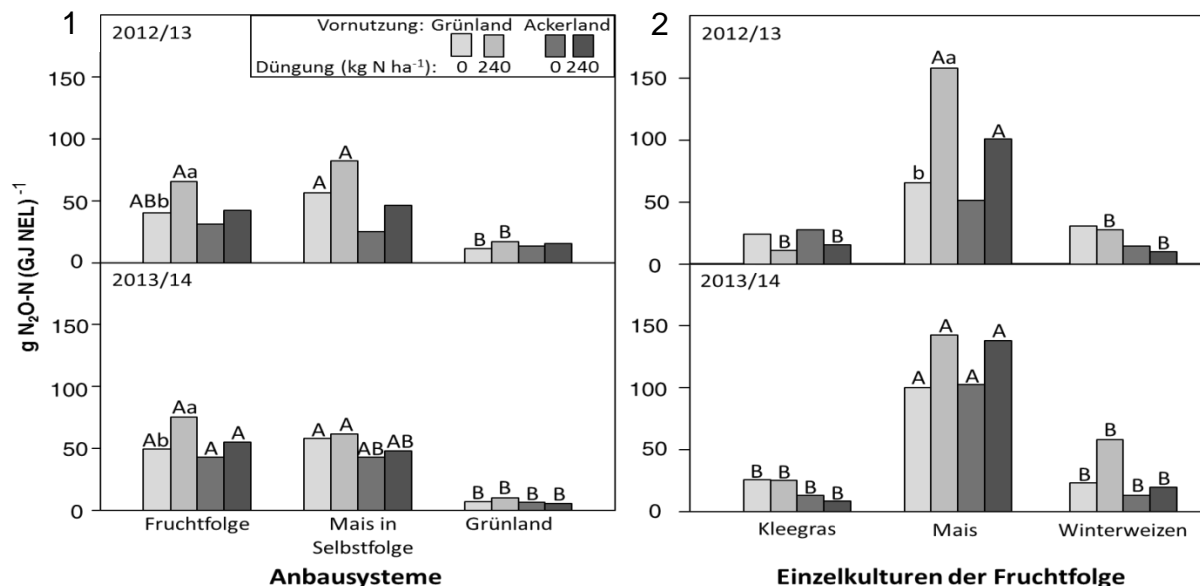 1
2012/13
Vornutzung: Grünland Ackerland
Düngung (kg N ha⁻¹): 0 240 0 240
150
100
50
0
ABb Aa
A A
B B
2013/14
150
100
50
0
Ab Aa A A
A A AB AB
B B B B
g N₂O-N (GJ NEL)⁻¹
Fruchtfolge
Mais in
Selbstfolge
Grünland
Anbausysteme
2
2012/13
150
100
50
0
B B
b Aa A
B B
2013/14
150
100
50
0
B B B B
A A A A
B B B B
Kleegras
Mais
Winterweizen
Einzelkulturen der Fruchtfolge